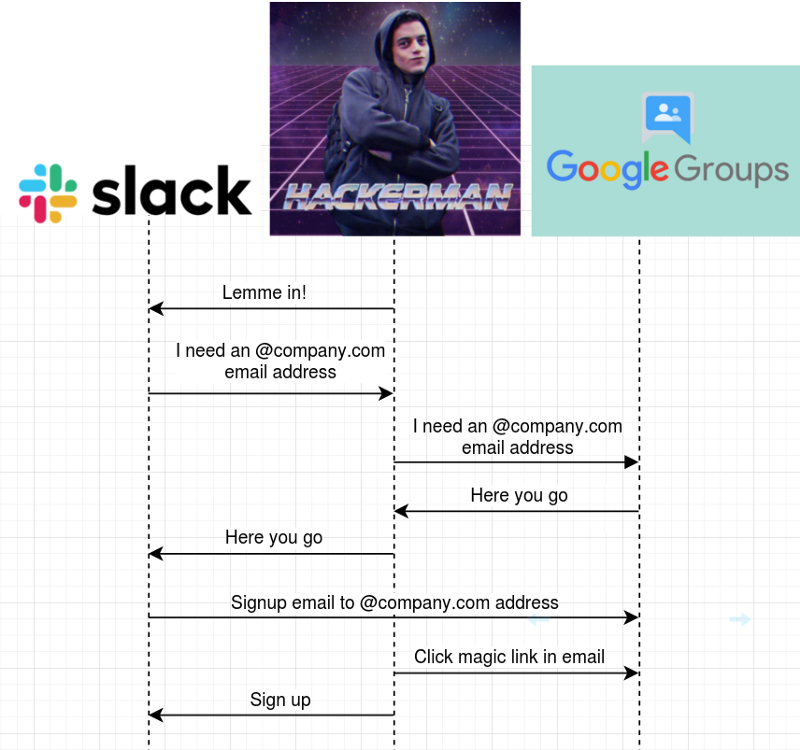 slack
HACKERMAN
Google Groups
Lemme in!
I need an @company.com
email address
I need an @company.com
email address
Here you go
Here you go
Signup email to @company.com address
Click magic link in email
Sign up